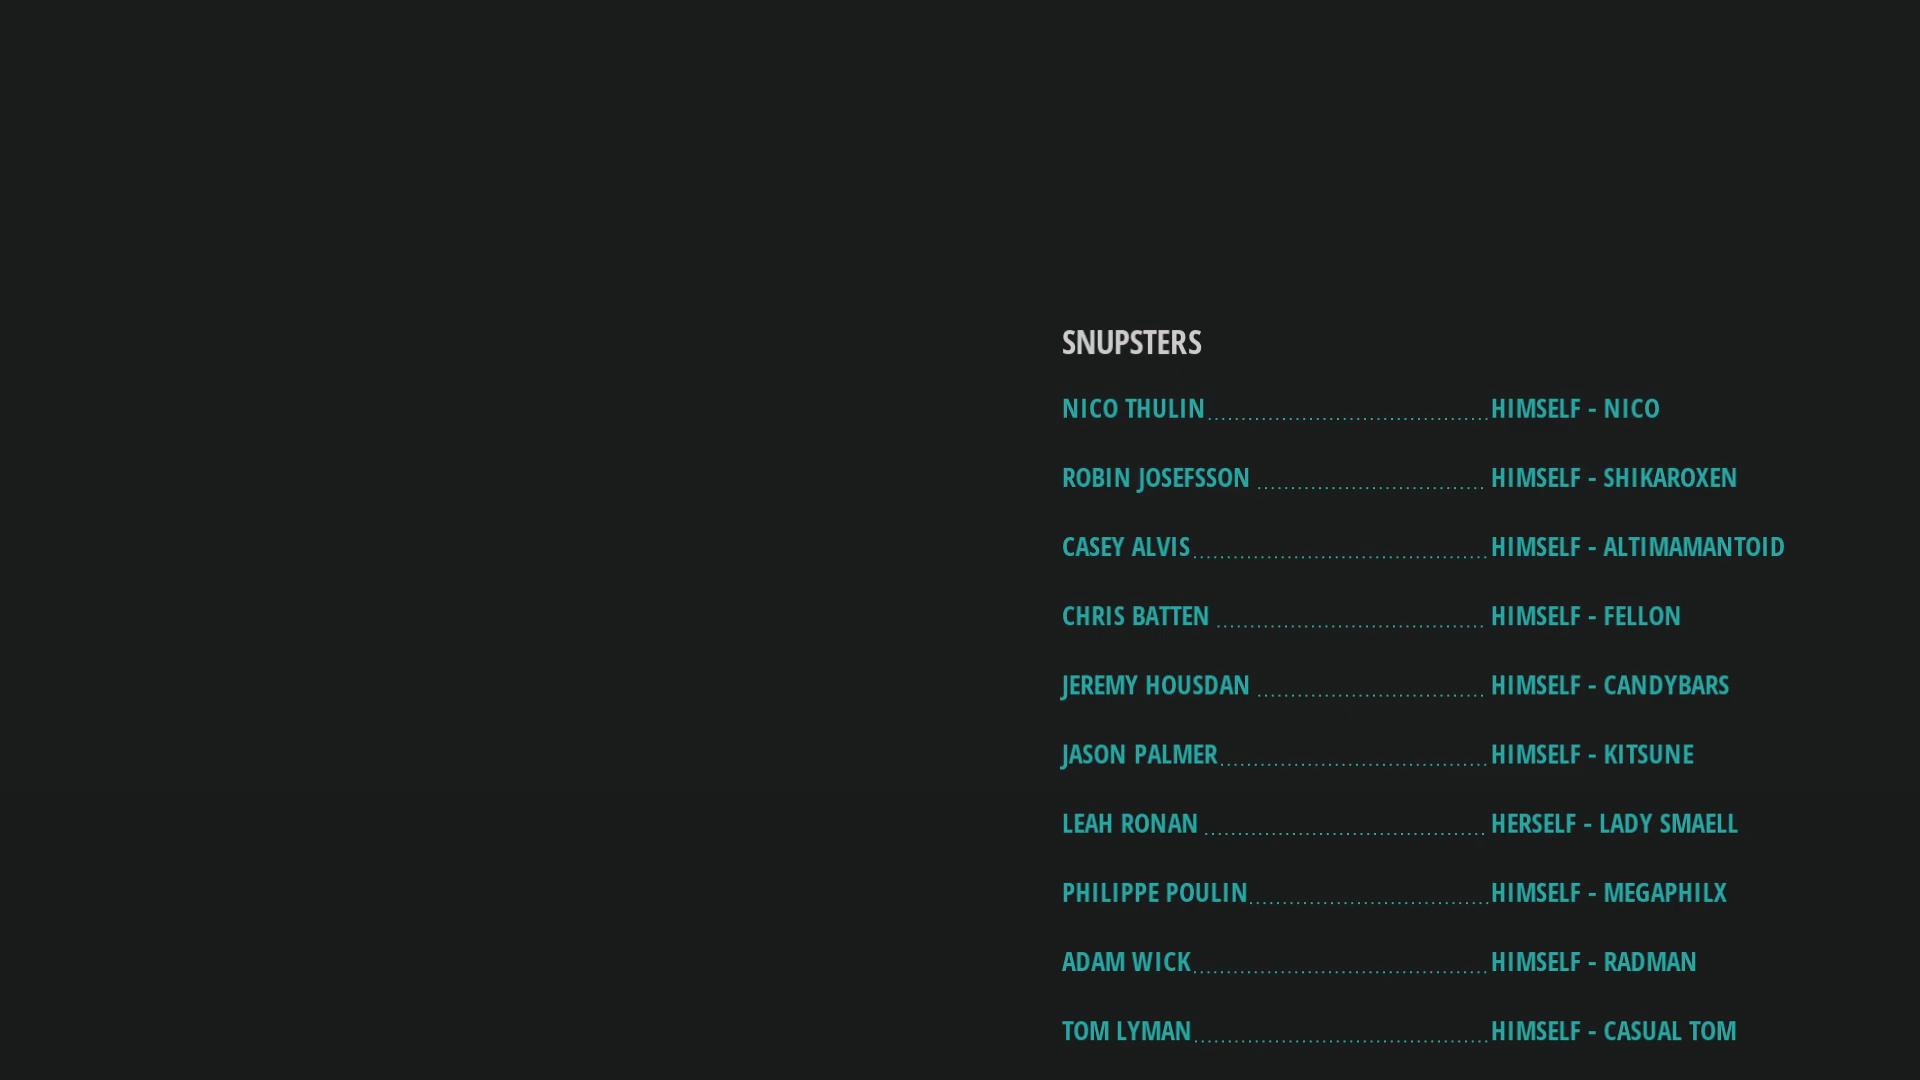 SNUPSTERS
NICO THULIN HIMSELF - NICO
ROBIN JOSEFSSON HIMSELF - SHIKAROXEN
CASEY ALVIS HIMSELF - ALTIMAMANTOID
CHRIS BATTEN HIMSELF - FELLON
JEREMY HOUSDAN HIMSELF - CANDYBARS
JASON PALMER HIMSELF - KITSUNE
LEAH RONAN HERSELF - LADY SMAELL
PHILIPPE POULIN HIMSELF - MEGAPHILX
ADAM WICK HIMSELF - RADMAN
TOM LYMAN HIMSELF - CASUAL TOM